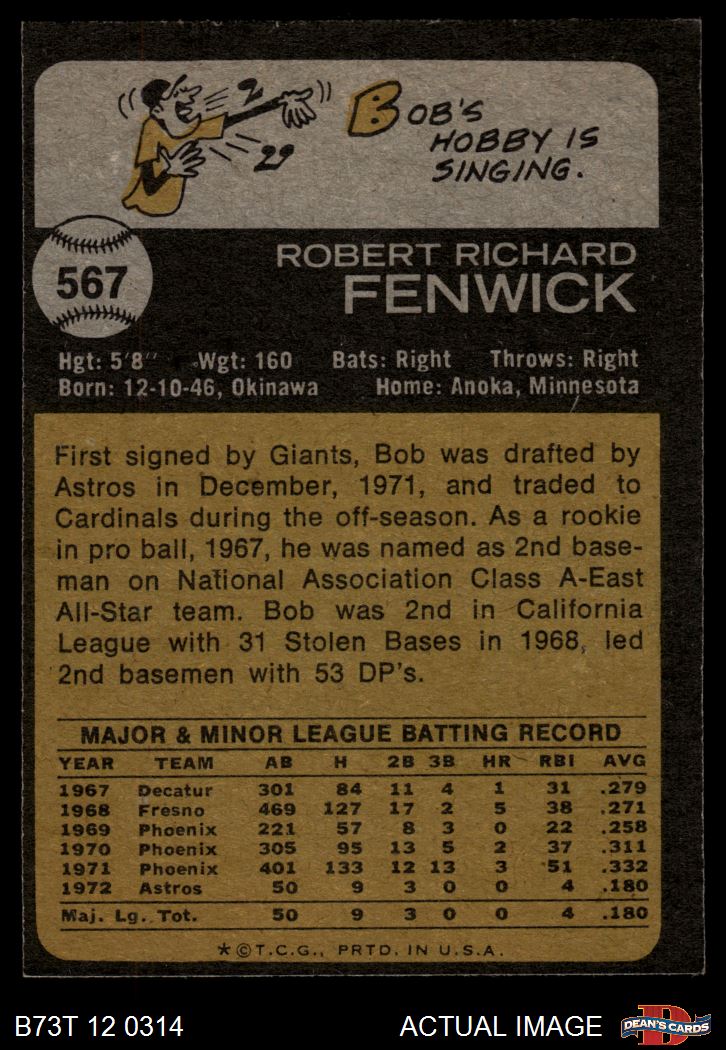 BOB'S
HOBBY IS
SINGING.
2
29
567
ROBERT RICHARD
FENWICK
Hgt: 5'8" Wgt: 160 Bats: Right Throws: Right
Born: 12-10-46, Okinawa Home: Anoka, Minnesota
First signed by Giants, Bob was drafted by
Astros in December, 1971, and traded to
Cardinals during the off-season. As a rookie
in pro ball, 1967, he was named as 2nd base-
man on National Association Class A-East
All-Star team. Bob was 2nd in California
League with 31 Stolen Bases in 1968, led
2nd basemen with 53 DP's.
MAJOR & MINOR LEAGUE BATTING RECORD
YEAR TEAM AB H 2B 3B HR RBI AVG
1967 Decatur 301 84 11 4 1 31 .279
1968 Fresno 469 127 17 2 5 38 .271
1969 Phoenix 221 57 8 3 0 22 .258
1970 Phoenix 305 95 13 5 2 37 .311
1971 Phoenix 401 133 12 13 3 51 .332
1972 Astros 50 9 3 0 0 4 .180
Maj. Lg. Tot. 50 9 3 0 0 4 .180
*©T.C.G., PRTD. IN U.S.A.
B73T 12 0314 ACTUAL IMAGE
D
DEAN'S CARDS